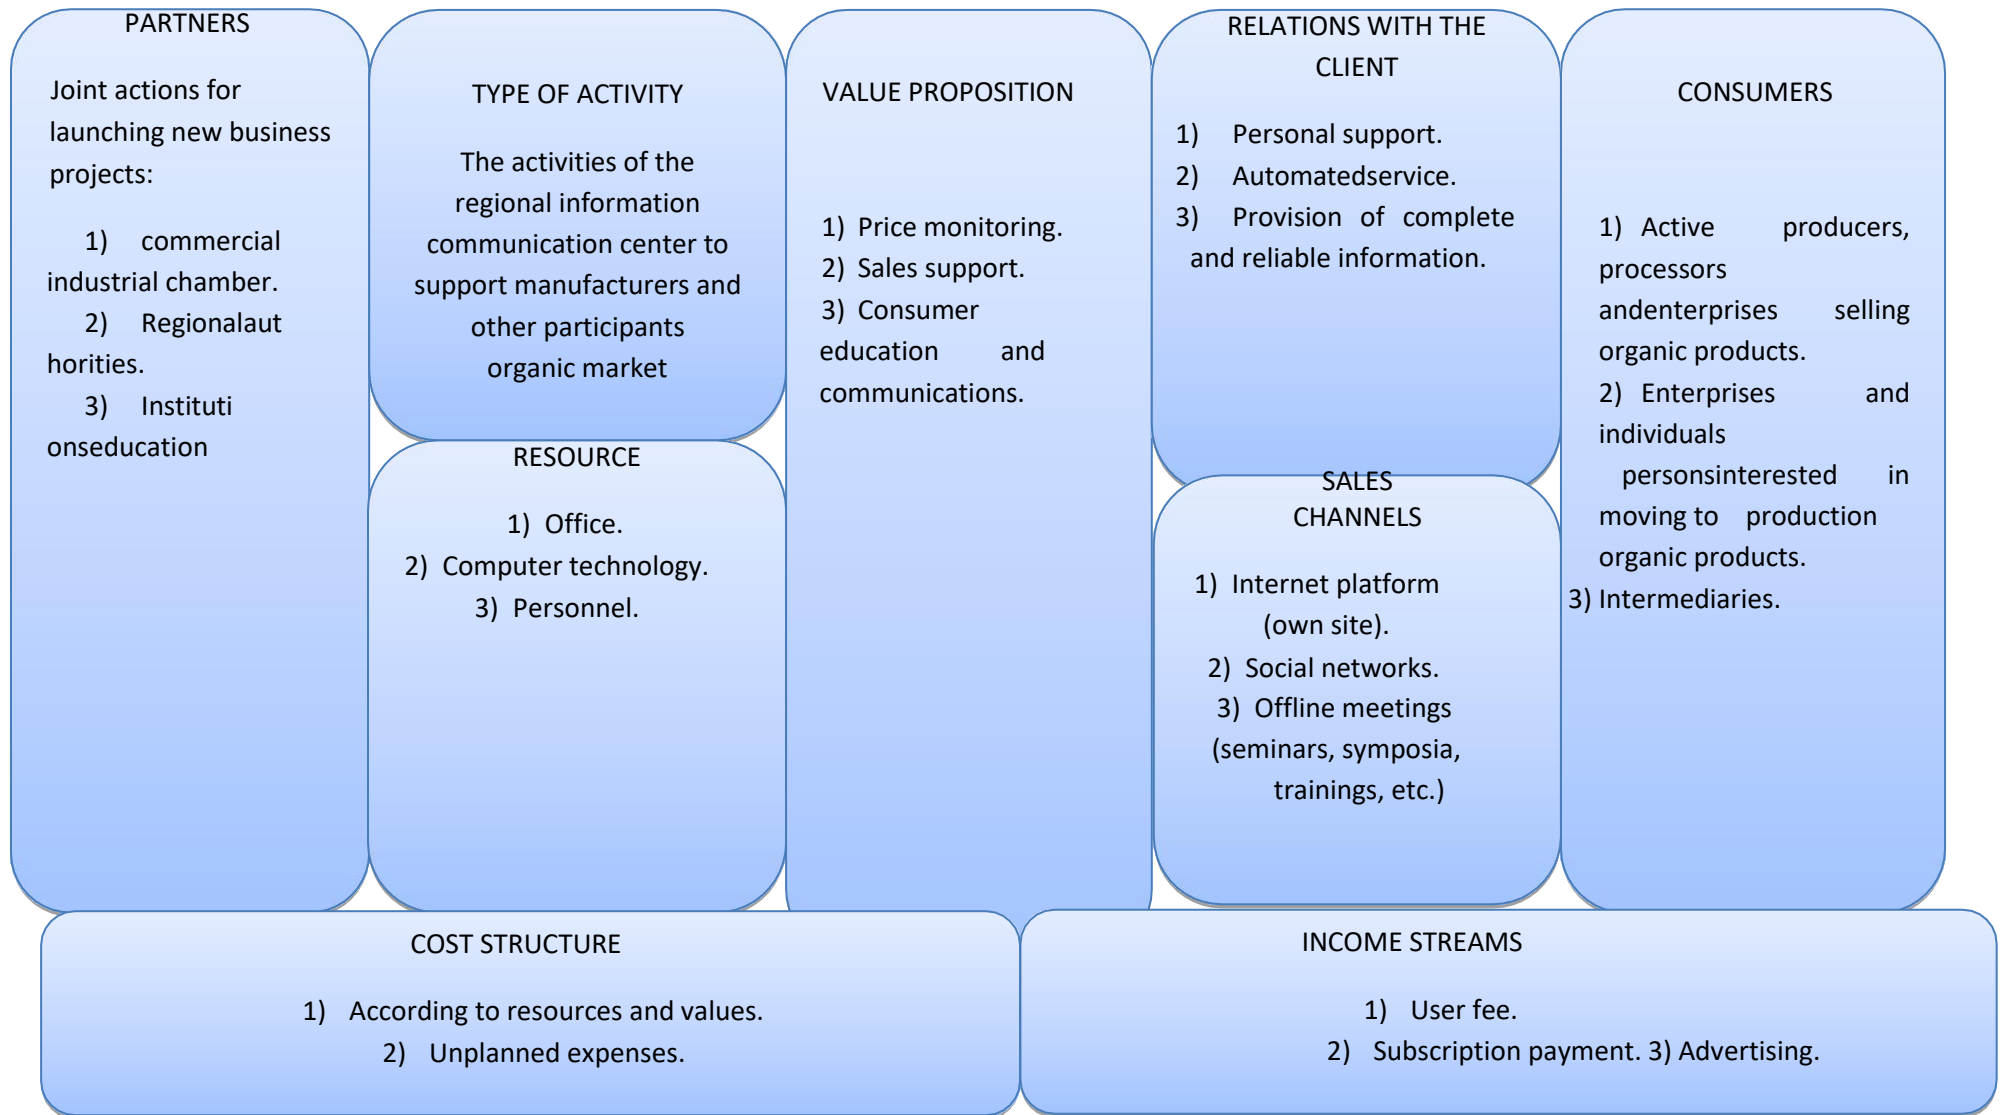 PARTNERS
Joint actions for
launching new business
projects:
1) commercial
industrial chamber.
2) Regionalaut
horities.
3) Instituti
onseducation
TYPE OF ACTIVITY
The activities of the
regional information
communication center to
support manufacturers and
other participants
organic market
RESOURCE
1) Office.
2) Computer technology.
3) Personnel.
VALUE PROPOSITION
1) Price monitoring.
2) Sales support.
3) Consumer
education and
communications.
RELATIONS WITH THE
CLIENT
1) Personal support.
2) Automatedservice.
3) Provision of complete
and reliable information.
SALES
CHANNELS
1) Internet platform
(own site).
2) Social networks.
3) Offline meetings
(seminars, symposia,
trainings, etc.)
CONSUMERS
1) Active producers,
processors
andenterprises selling
organic products.
2) Enterprises and
individuals
personsinterested in
moving to production
organic products.
3) Intermediaries.
COST STRUCTURE
1) According to resources and values.
2) Unplanned expenses.
INCOME STREAMS
1) User fee.
2) Subscription payment. 3) Advertising.